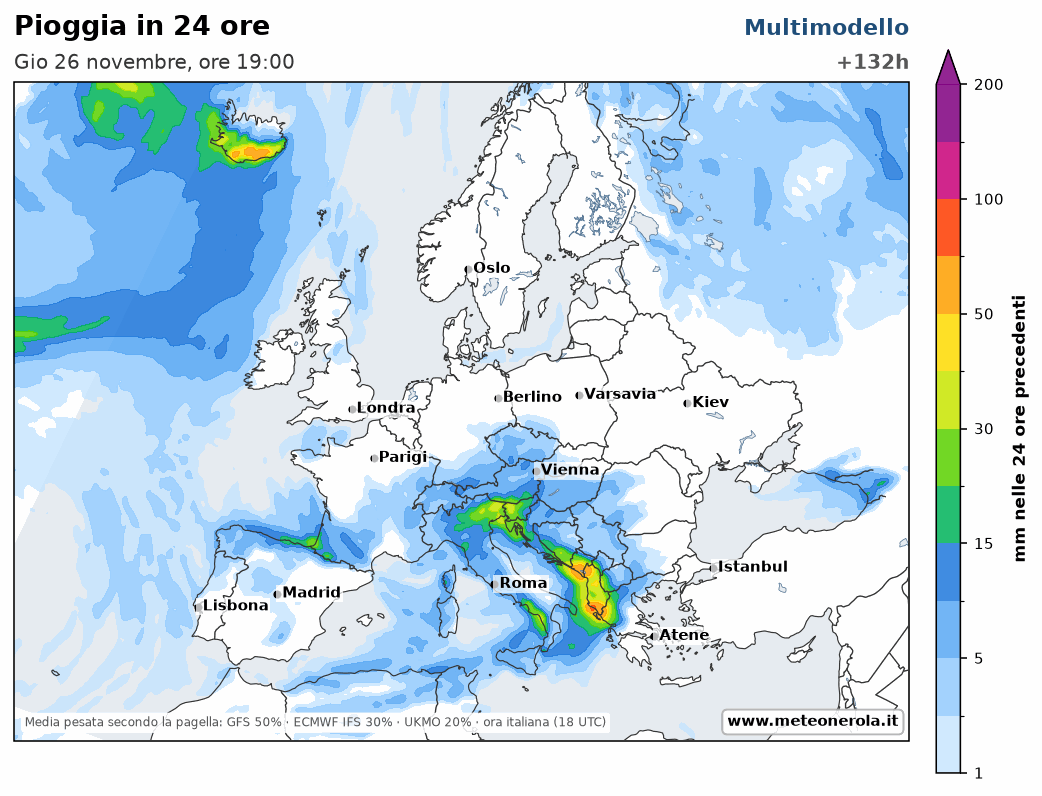 Pioggia in 24 ore
Multimodello
Gio 26 novembre, ore 19:00
+132h
200
100
50
30
15
5
1
mm nelle 24 ore precedenti
Oslo
Berlino
Varsavia
Kiev
Londra
Parigi
Vienna
Istanbul
Roma
Madrid
Lisbona
Atene
Media pesata secondo la pagella: GFS 50% · ECMWF IFS 30% · UKMO 20% · ora italiana (18 UTC)
www.meteonerola.it